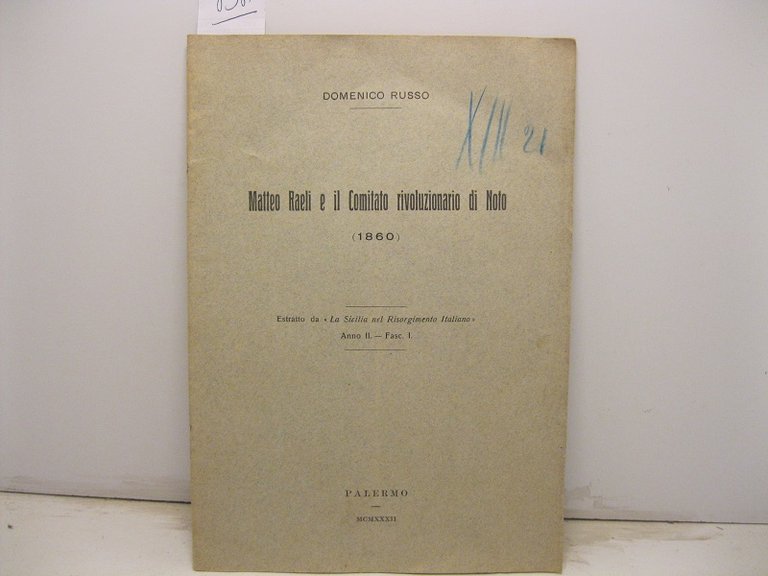 DOMENICO RUSSO
XIII 21
Matteo Raeli e il Comitato rivoluzionario di Noto
(1860)
Estratto da « La Sicilia nel Risorgimento Italiano »
Anno II. — Fasc. I.
PALERMO
MCMXXXII